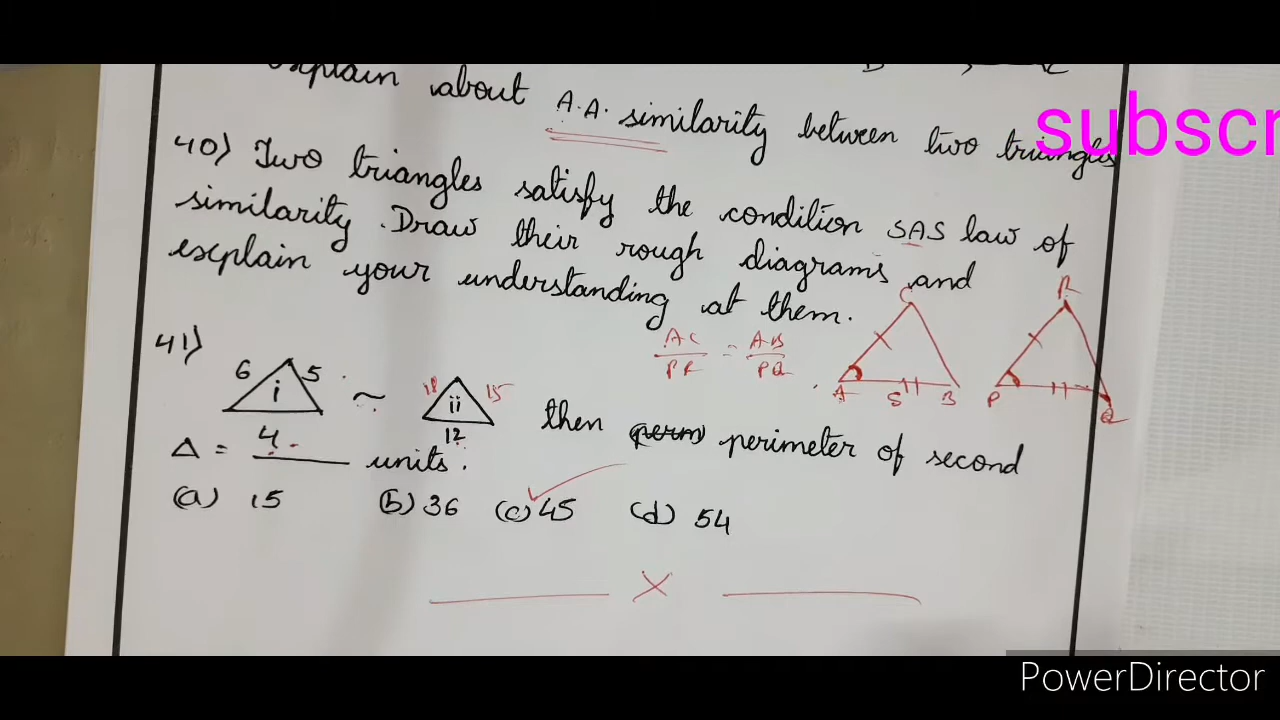 explain about A.A. similarity between two triangles
subscr
40) Two triangles satisfy the condition SAS law of
similarity. Draw their rough diagrams and
explain your understanding at them.
AC = AB
PR PQ
C
R
A S B
P Q
41)
6 5 i 4 ~ 18 15 ii 12 then perimeter of second
Δ = ____ units.
(a) 15 (b) 36 (c) 45 (d) 54
X
PowerDirector